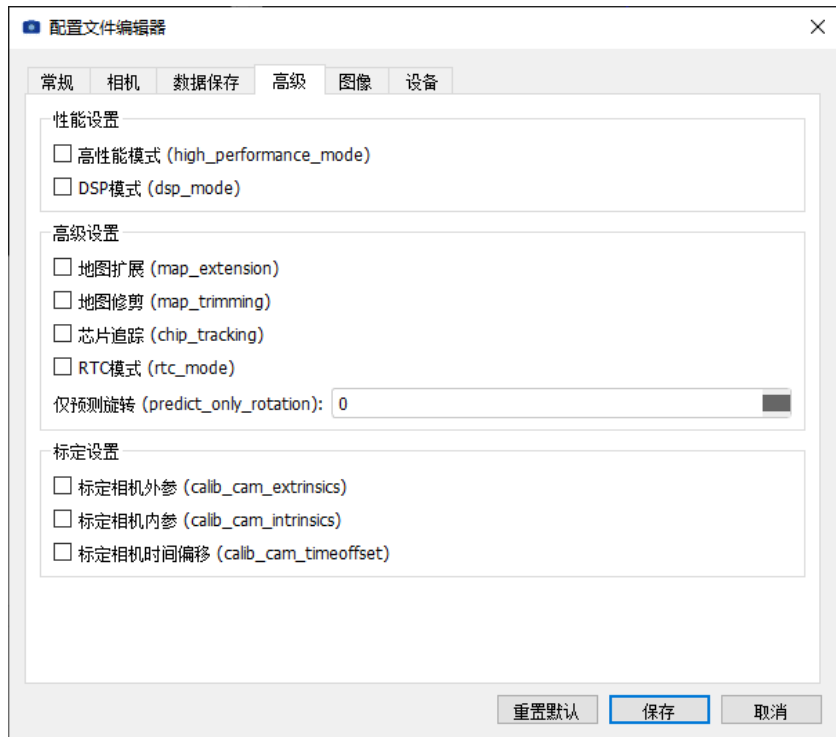 配置文件编辑器
常规 相机 数据保存 高级 图像 设备
性能设置
高性能模式 (high_performance_mode)
DSP模式 (dsp_mode)
高级设置
地图扩展 (map_extension)
地图修剪 (map_trimming)
芯片追踪 (chip_tracking)
RTC模式 (rtc_mode)
仅预测旋转 (predict_only_rotation): 0
标定设置
标定相机外参 (calib_cam_extrinsics)
标定相机内参 (calib_cam_intrinsics)
标定相机时间偏移 (calib_cam_timeoffset)
重置默认 保存 取消